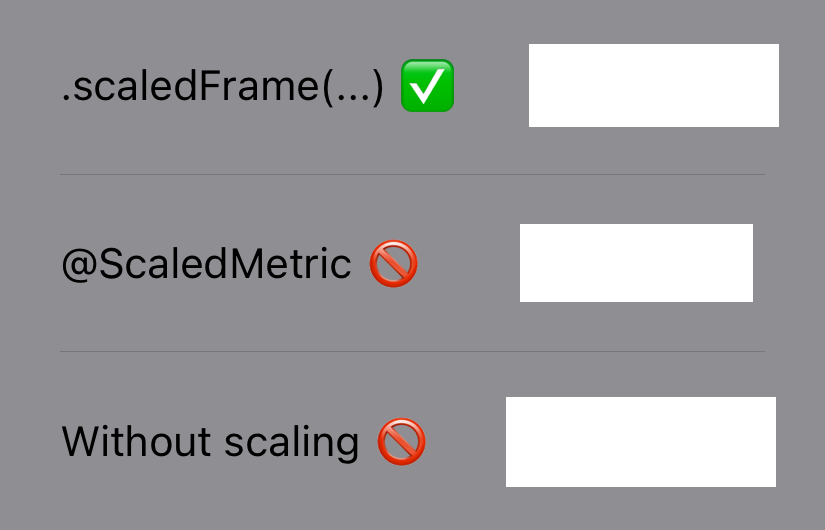 .scaledFrame(...) ✅
@ScaledMetric 🚫
Without scaling 🚫